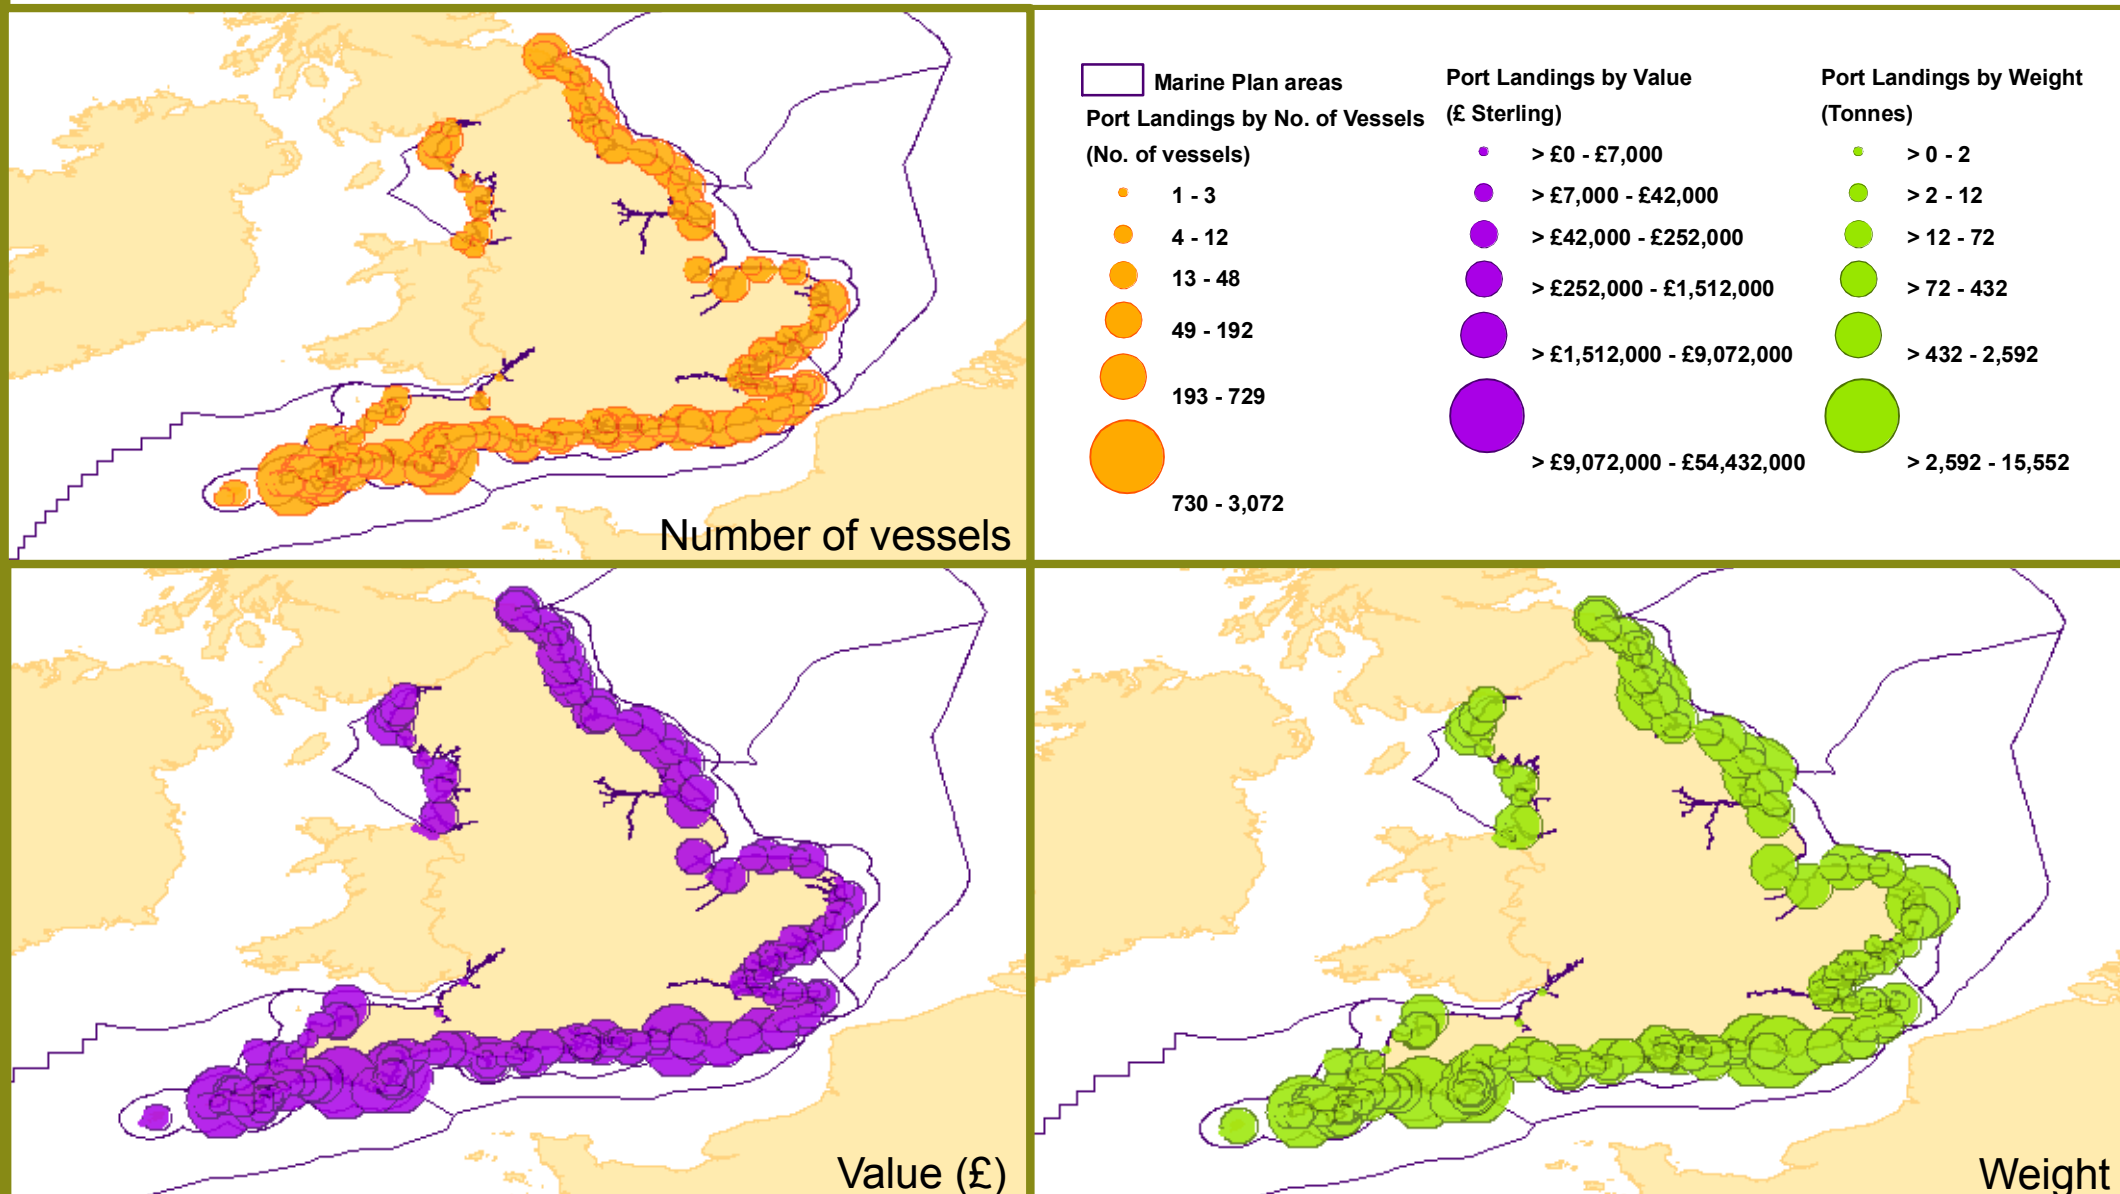 Number of vessels
Marine Plan areas
Port Landings by No. of Vessels
(No. of vessels)
1 - 3
4 - 12
13 - 48
49 - 192
193 - 729
730 - 3,072
Port Landings by Value
(£ Sterling)
> £0 - £7,000
> £7,000 - £42,000
> £42,000 - £252,000
> £252,000 - £1,512,000
> £1,512,000 - £9,072,000
> £9,072,000 - £54,432,000
Port Landings by Weight
(Tonnes)
> 0 - 2
> 2 - 12
> 12 - 72
> 72 - 432
> 432 - 2,592
> 2,592 - 15,552
Value (£)
Weight